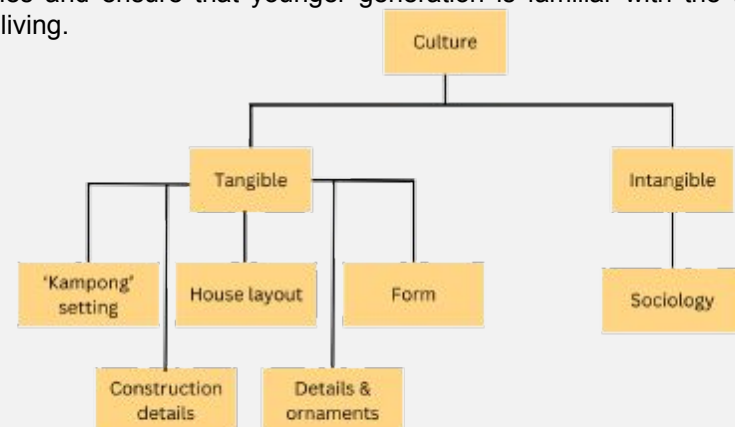 and ensure that younger generation is familiar with the
living.
Culture
Tangible
Intangible
'Kampong'
setting
House layout
Form
Sociology
Construction
details
Details &
ornaments